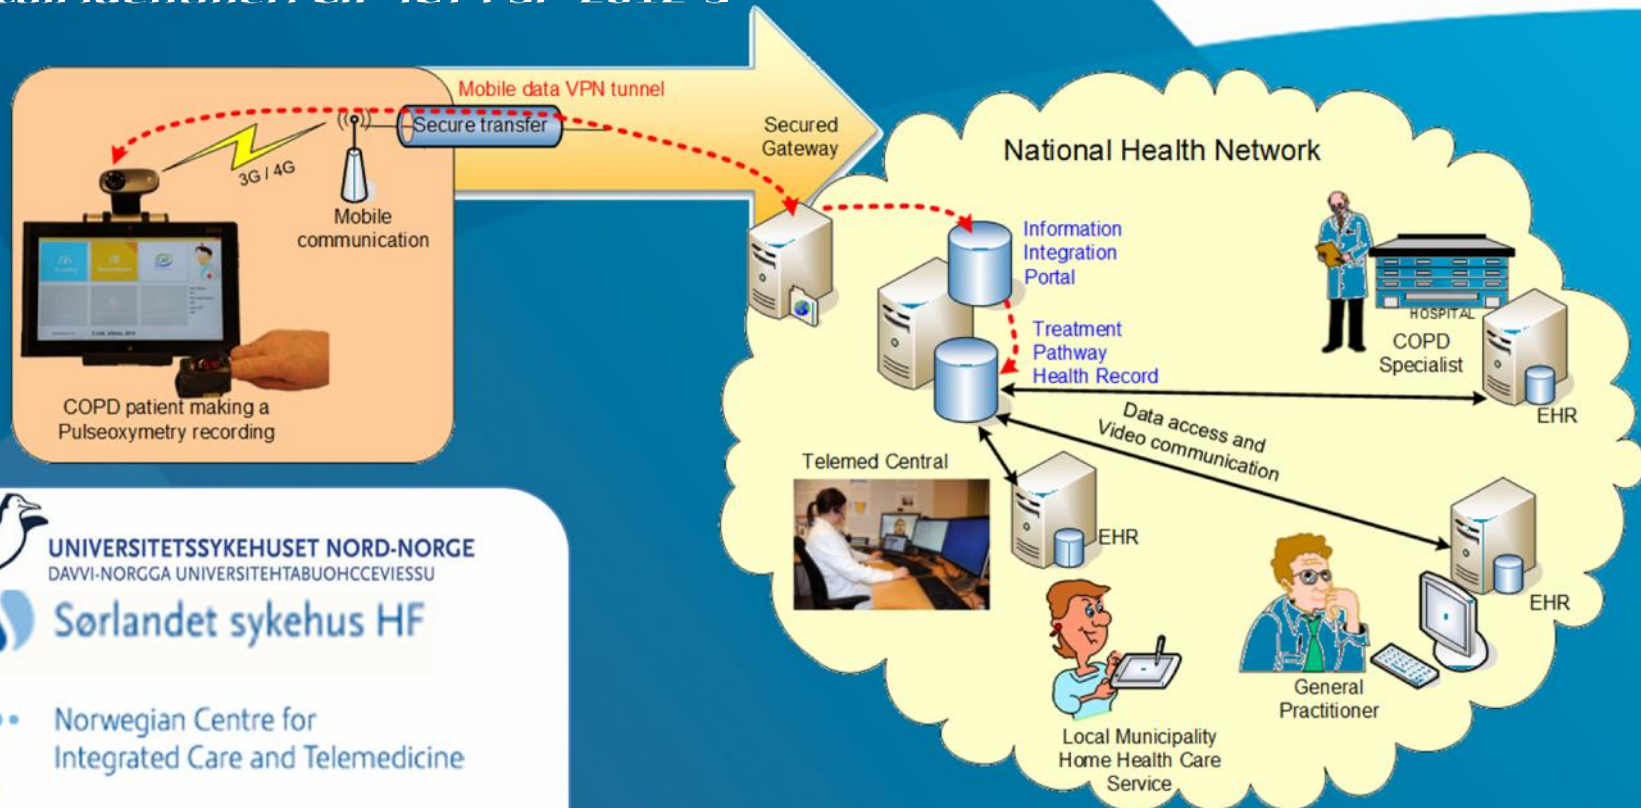 Mobile data VPN tunnel
Secure transfer
Secured
Gateway
3G / 4G
Mobile
communication
COPD patient making a
Pulseoxymetry recording
National Health Network
Information
Integration
Portal
Treatment
Pathway
Health Record
HOSPITAL
COPD
Specialist
EHR
Data access and
Video communication
Telemed Central
EHR
EHR
General
Practitioner
Local Municipality
Home Health Care
Service
UNIVERSITETSSYKEHUSET NORD-NORGE
DAVVI-NORGGA UNIVERSITEHTABUOHCCEVIESSU
Sørlandet sykehus HF
Norwegian Centre for
Integrated Care and Telemedicine